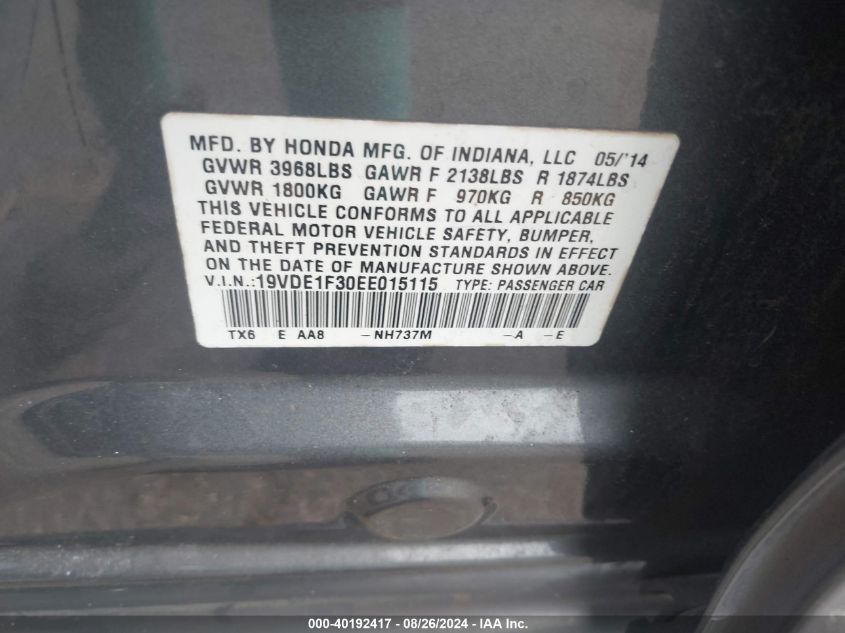 MFD. BY HONDA MFG. OF INDIANA, LLC 05/'14
GVWR 3968LBS GAWR F 2138LBS R 1874LBS
GVWR 1800KG GAWR F 970KG R 850KG
THIS VEHICLE CONFORMS TO ALL APPLICABLE
FEDERAL MOTOR VEHICLE SAFETY, BUMPER,
AND THEFT PREVENTION STANDARDS IN EFFECT
ON THE DATE OF MANUFACTURE SHOWN ABOVE.
V.I.N.:19VDE1F30EE015115 TYPE: PASSENGER CAR
TX6 E AA8 -NH737M -A -E
000-40192417 - 08/26/2024 - IAA Inc.